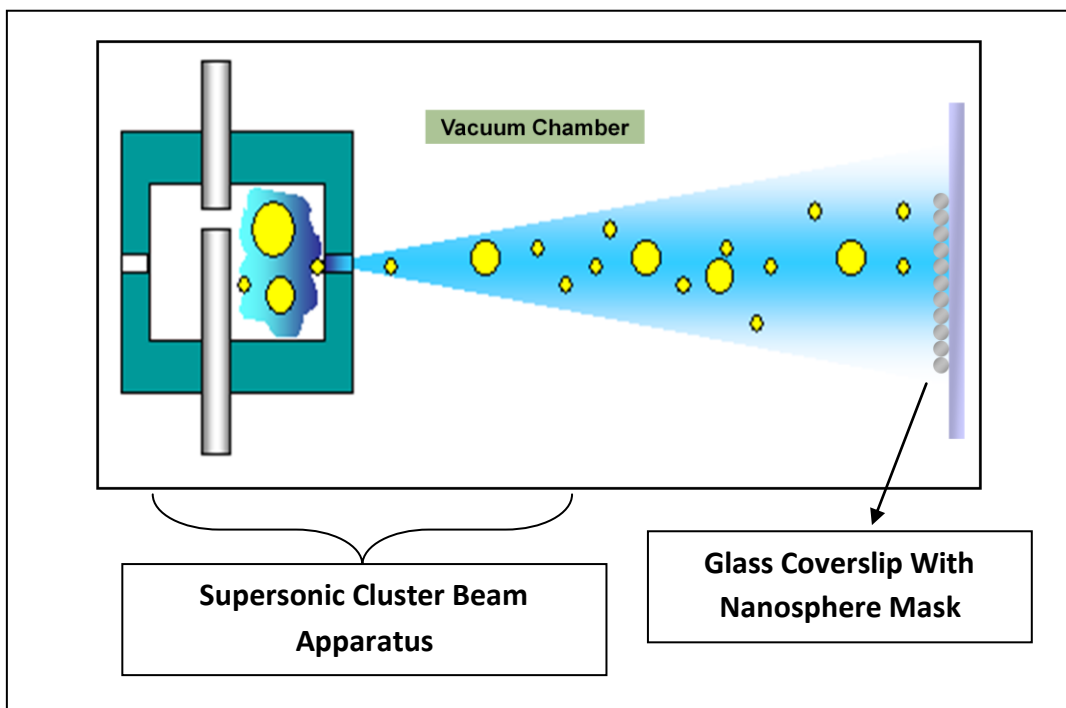 Vacuum Chamber
Supersonic Cluster Beam
Apparatus
Glass Coverslip With
Nanosphere Mask